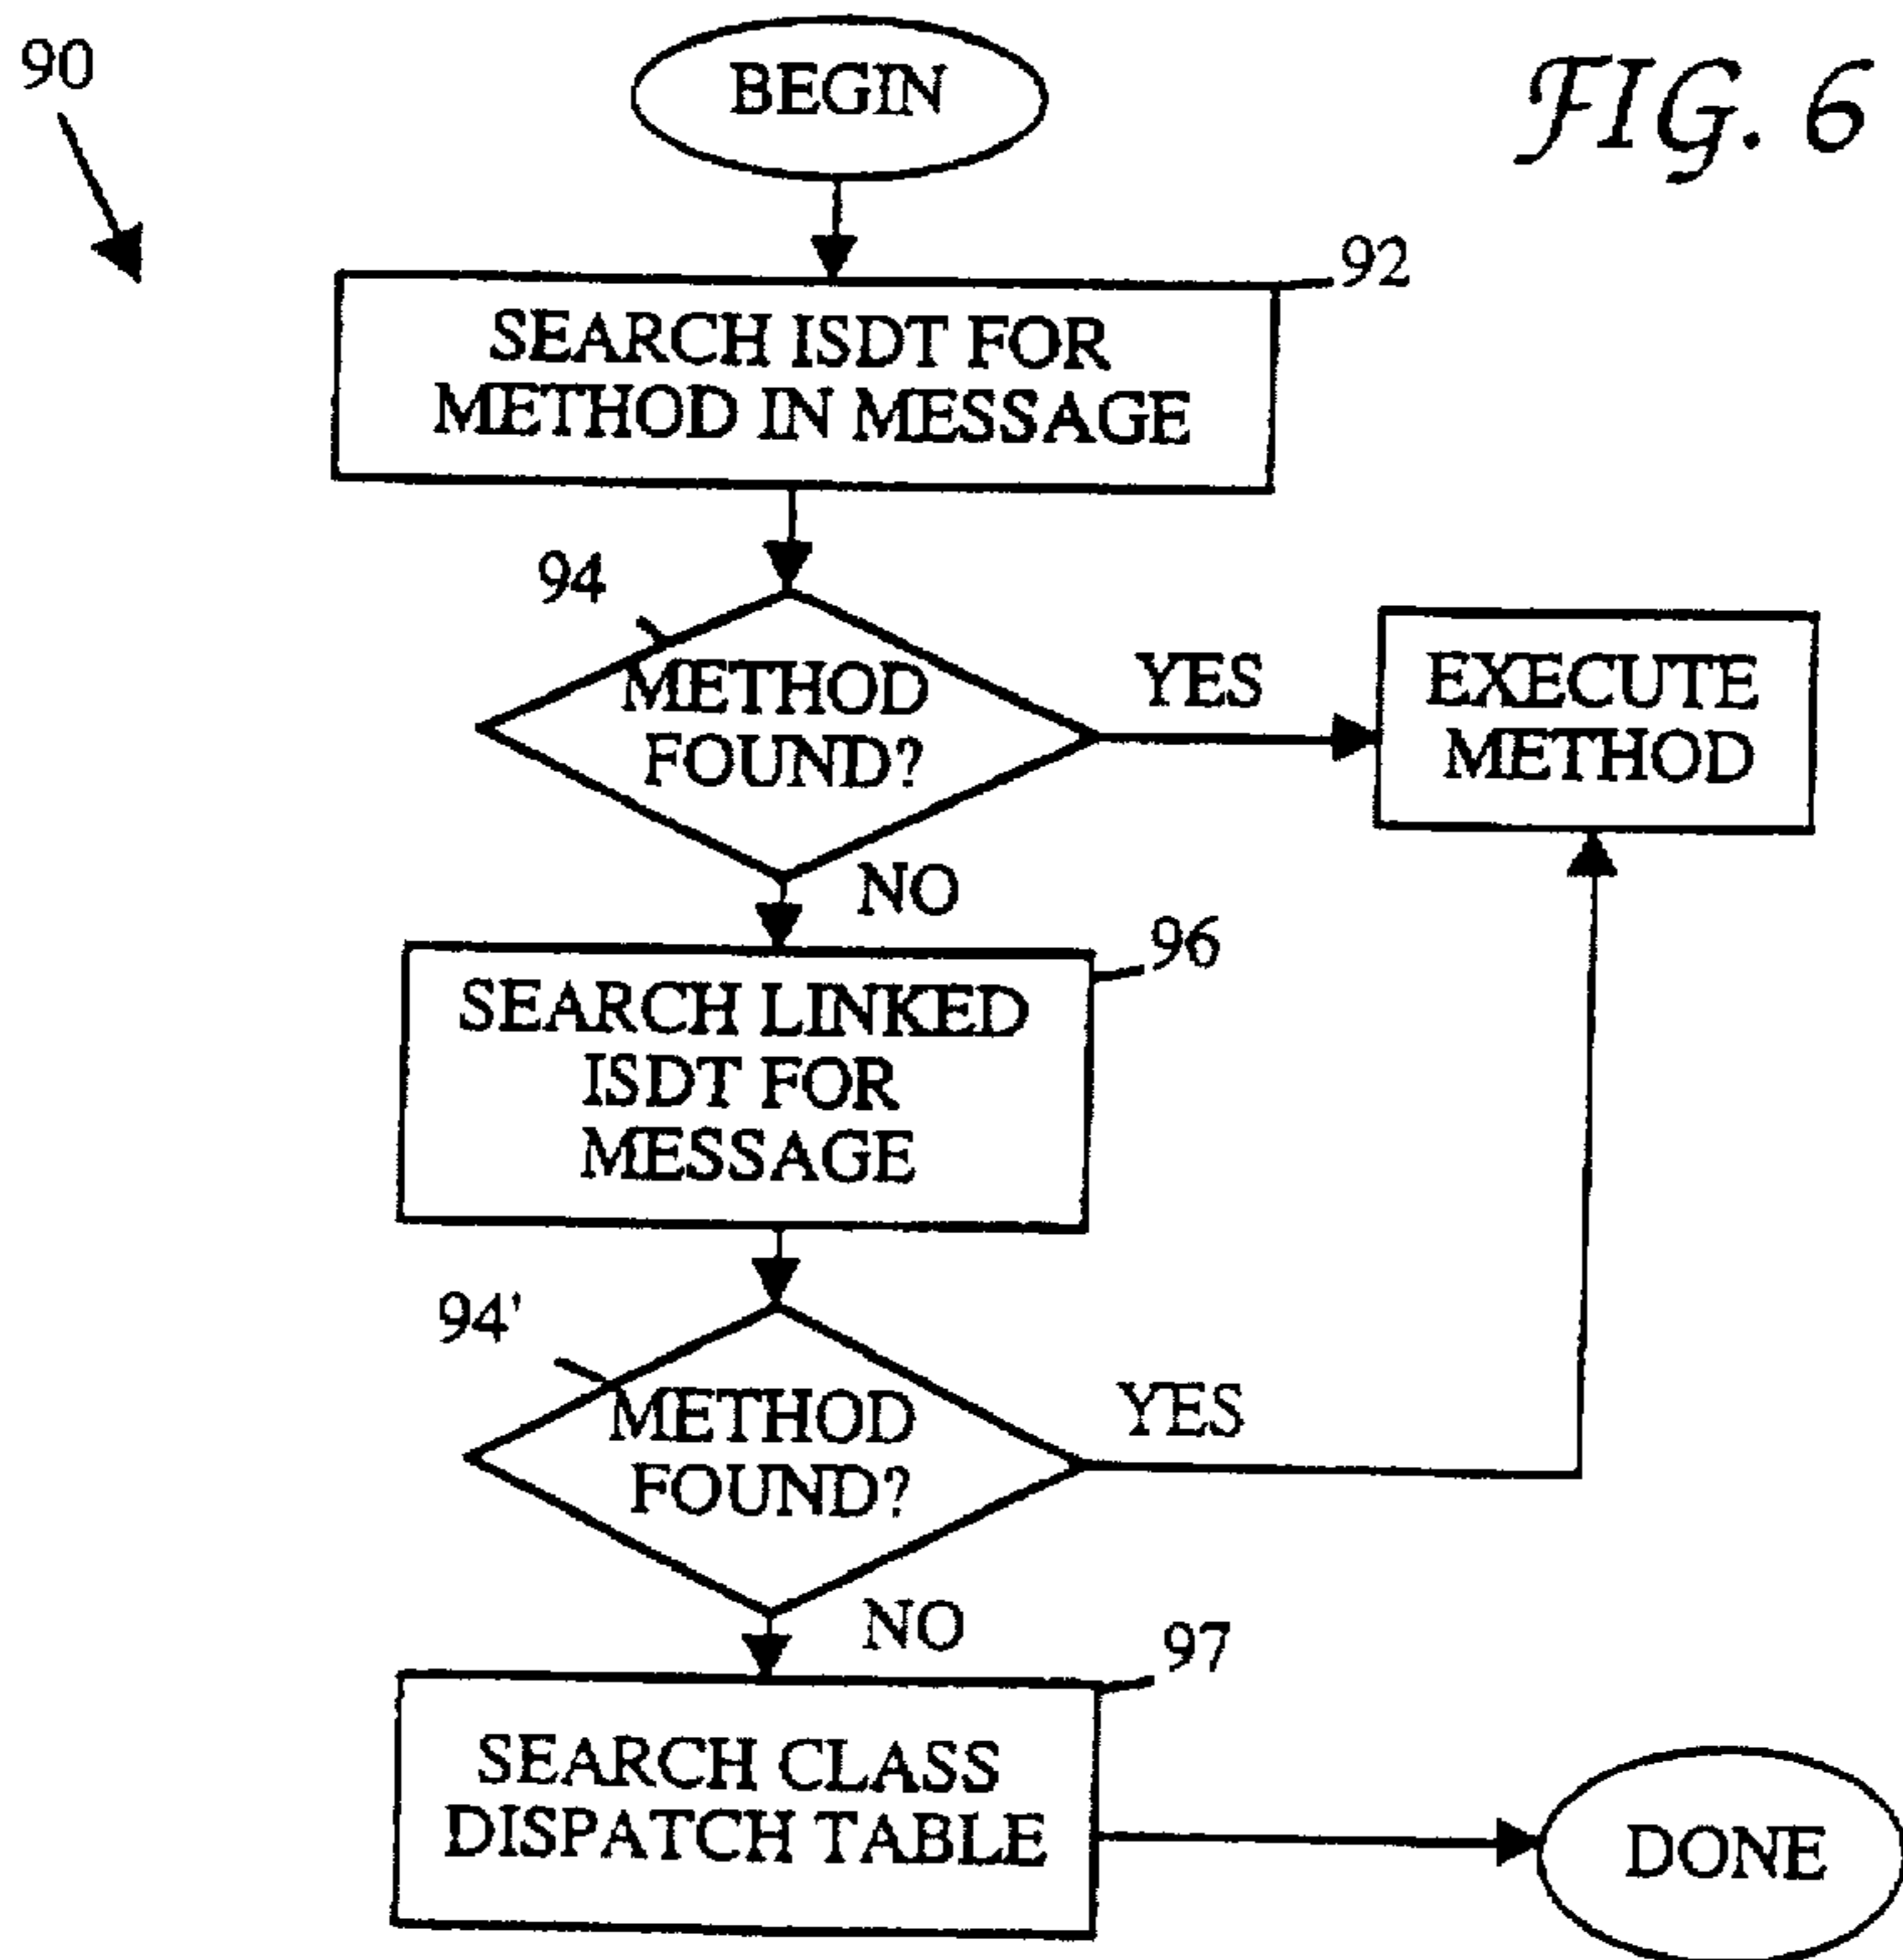 90
BEGIN
FIG. 6
92
SEARCH ISDT FOR
METHOD IN MESSAGE
94
METHOD
FOUND?
YES
EXECUTE
METHOD
NO
96
SEARCH LINKED
ISDT FOR
MESSAGE
94'
METHOD
FOUND?
YES
NO
97
SEARCH CLASS
DISPATCH TABLE
DONE